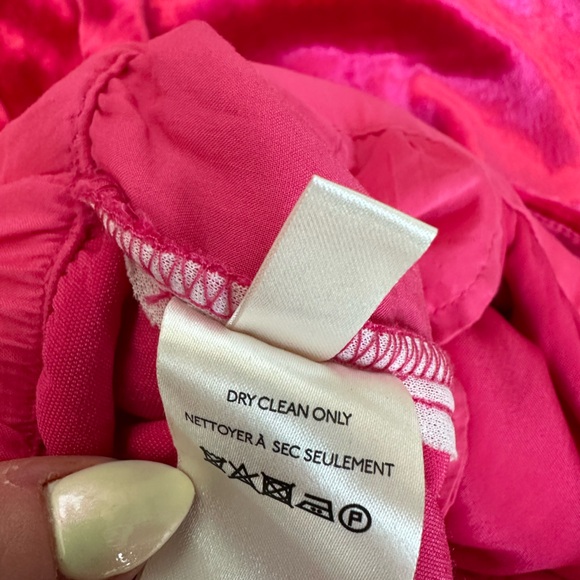 DRY CLEAN ONLY
NETTOYER À SEC SEULEMENT
P